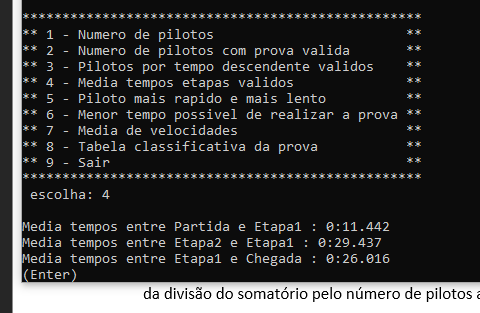 *************************************************
** 1 - Numero de pilotos **
** 2 - Numero de pilotos com prova valida **
** 3 - Pilotos por tempo descendente validos **
** 4 - Media tempos etapas validos **
** 5 - Piloto mais rapido e mais lento **
** 6 - Menor tempo possivel de realizar a prova **
** 7 - Media de velocidades **
** 8 - Tabela classificativa da prova **
** 9 - Sair **
*************************************************
escolha: 4
Media tempos entre Partida e Etapa1 : 0:11.442
Media tempos entre Etapa2 e Etapa1 : 0:29.437
Media tempos entre Etapa1 e Chegada : 0:26.016
(Enter)
da divisão do somatório pelo número de pilotos a